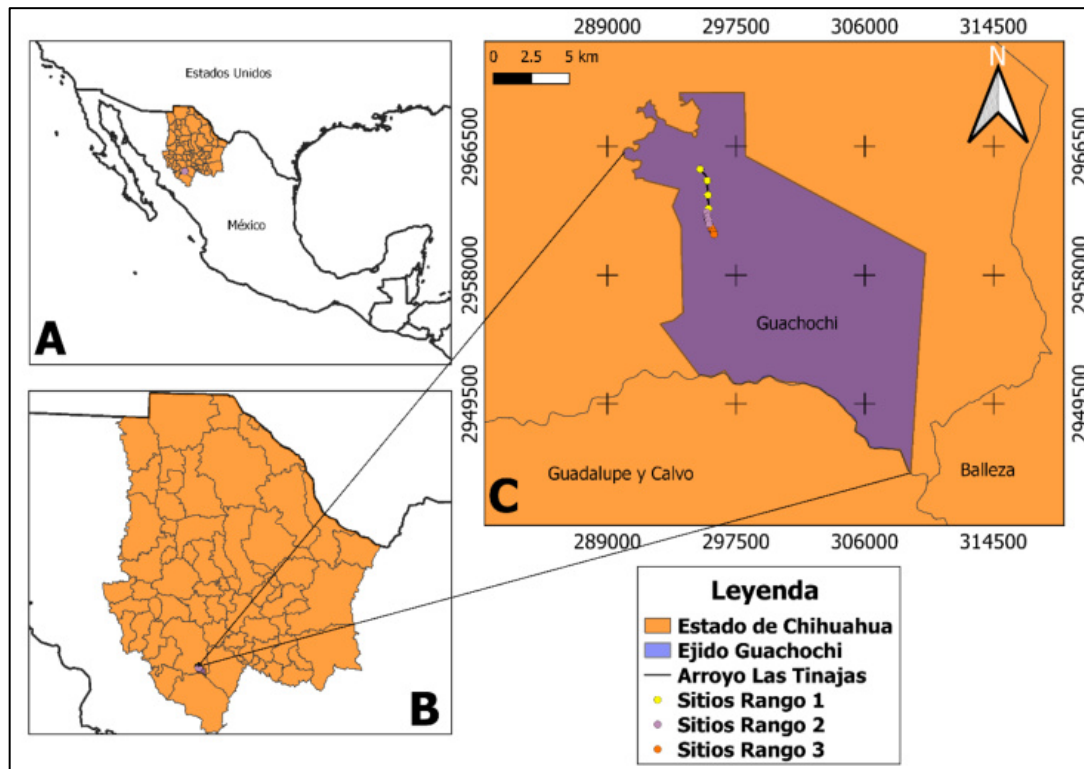 Estados Unidos
México
A
B
289000 297500 306000 314500
0 2.5 5 km
N
2966500
2958000
2949500
2966500
2958000
2949500
Guachochi
Guadalupe y Calvo
Balleza
C
289000 297500 306000 314500
Leyenda
Estado de Chihuahua
Ejido Guachochi
Arroyo Las Tinajas
Sitios Rango 1
Sitios Rango 2
Sitios Rango 3